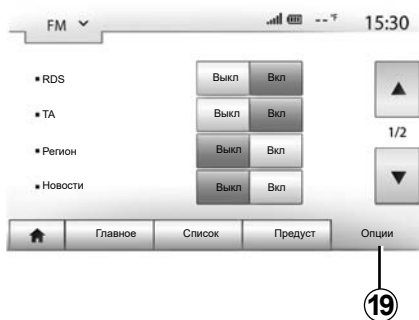 FM -- °F 15:30
RDS Выкл Вкл
TA Выкл Вкл
1/2
Регион Выкл Вкл
Новости Выкл Вкл
Главное Список Предуст Опции
19